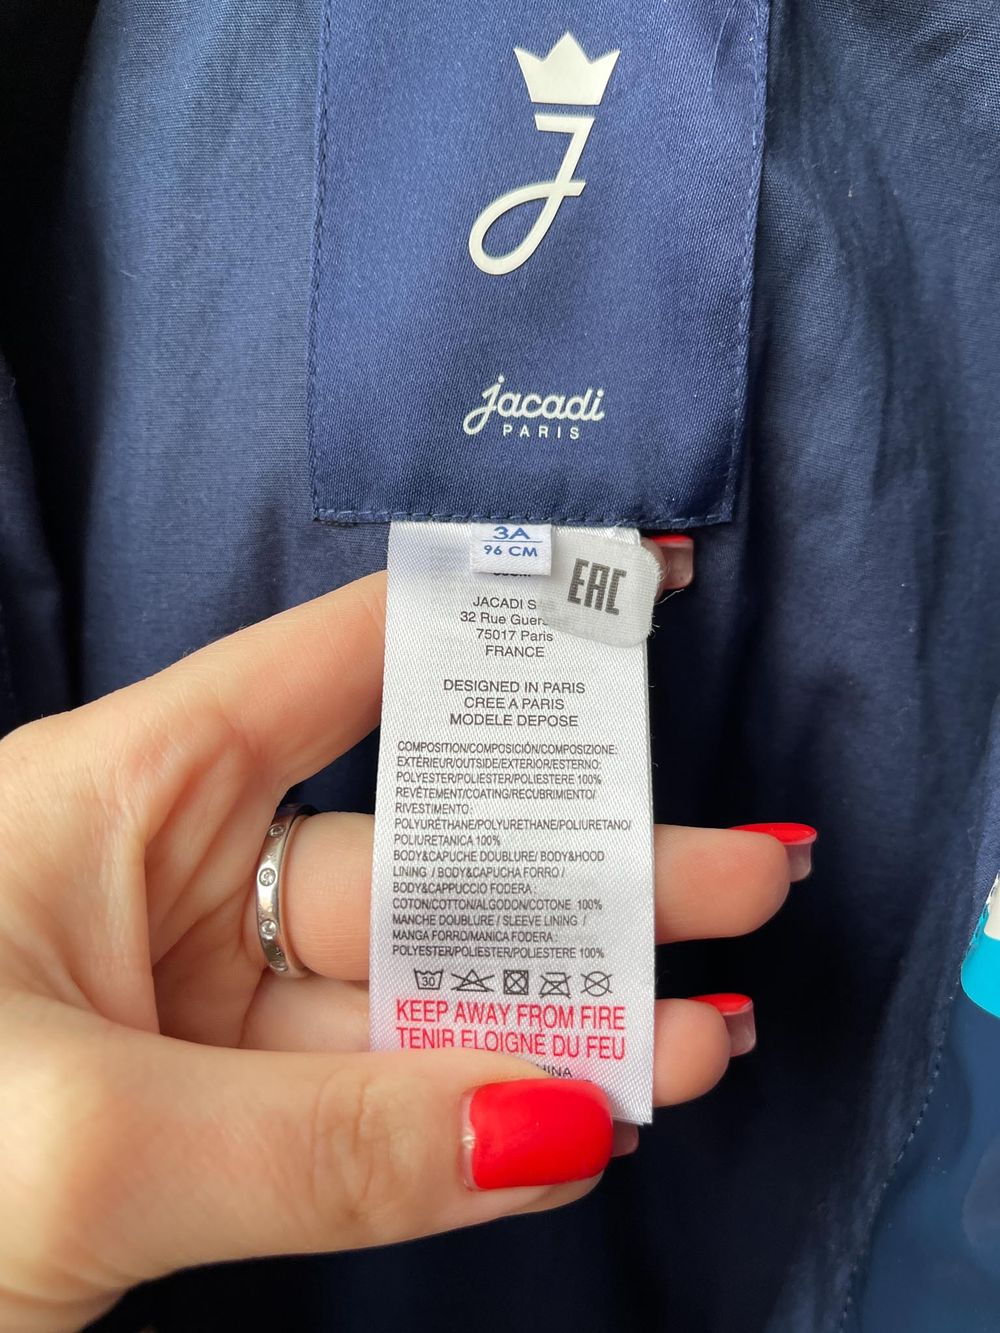 J
jacadi
PARIS
3A
96 CM
EAC
JACADI S
32 Rue Guer
75017 Paris
FRANCE
DESIGNED IN PARIS
CREE A PARIS
MODELE DEPOSE
COMPOSITION/COMPOSICIÓN/COMPOSIZIONE:
EXTÉRIEUR/OUTSIDE/EXTERIOR/ESTERNO:
POLYESTER/POLIESTER/POLIESTERE 100%
REVÊTEMENT/COATING/RECUBRIMIENTO/
RIVESTIMENTO:
POLYURÉTHANE/POLYURETHANE/POLIURETANO/
POLIURETANICA 100%
BODY&CAPUCHE DOUBLURE/ BODY&HOOD
LINING / BODY&CAPUCHA FORRO /
BODY&CAPPUCCIO FODERA :
COTON/COTTON/ALGODON/COTONE 100%
MANCHE DOUBLURE / SLEEVE LINING /
MANGA FORRO/MANICA FODERA :
POLYESTER/POLIESTER/POLIESTERE 100%
30
KEEP AWAY FROM FIRE
TENIR ELOIGNE DU FEU